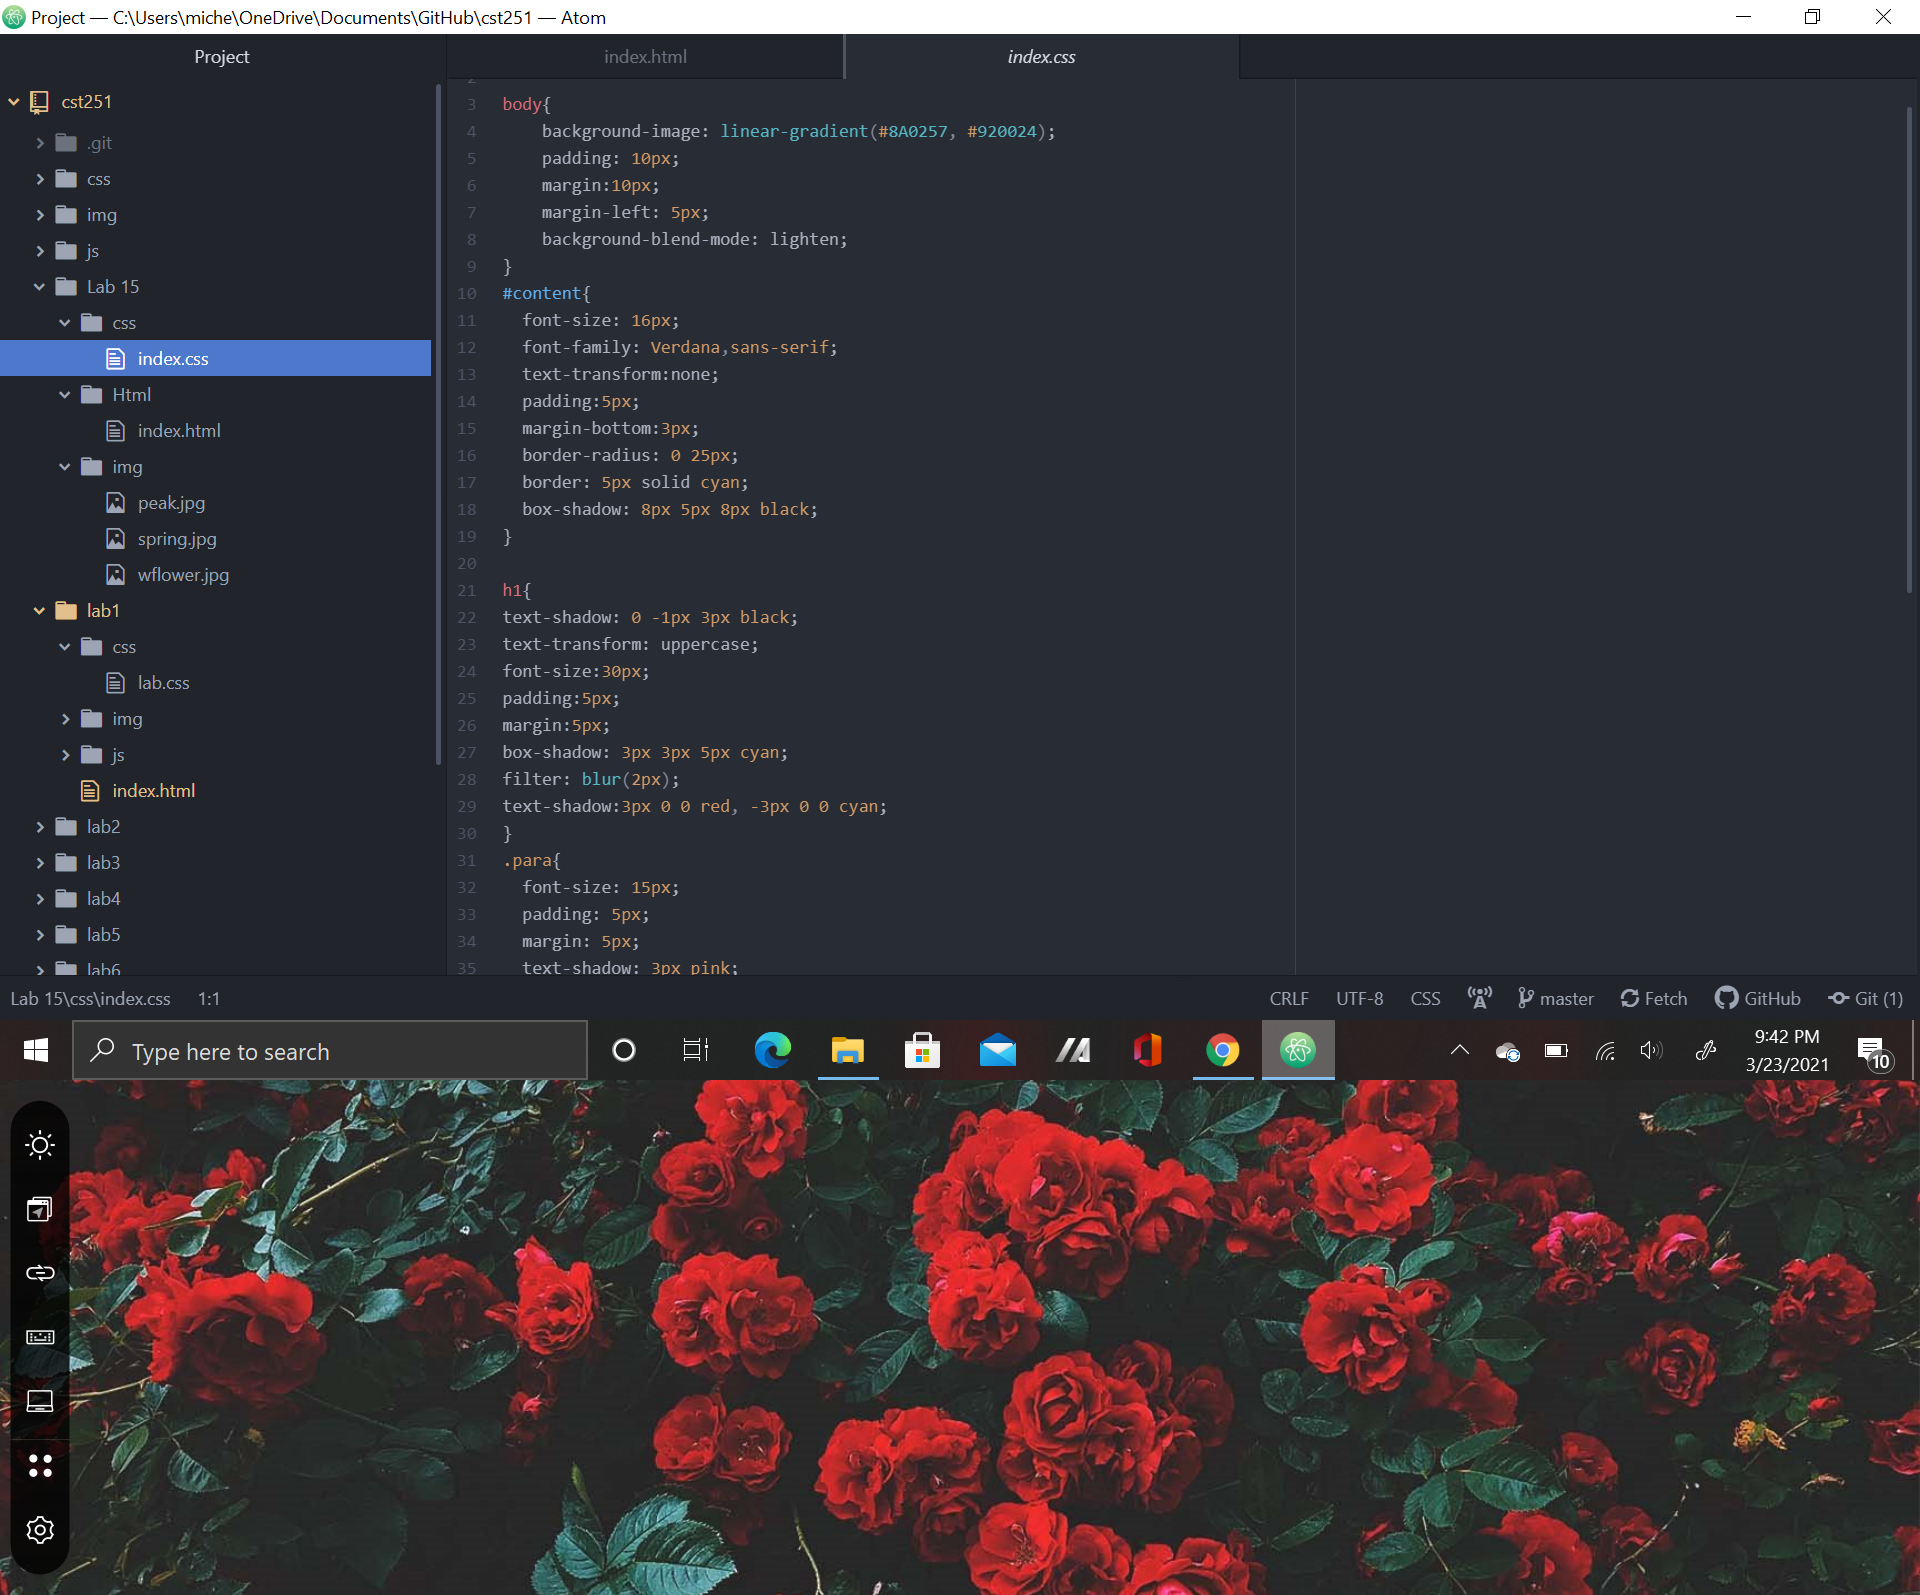 Project — C:\Users\miche\OneDrive\Documents\GitHub\cst251 — Atom
Project
index.html
index.css
cst251
.git
css
img
js
Lab 15
css
index.css
Html
index.html
img
peak.jpg
spring.jpg
wflower.jpg
lab1
css
lab.css
img
js
index.html
lab2
lab3
lab4
lab5
lab6
2
3 body{
4 background-image: linear-gradient(#8A0257, #920024);
5 padding: 10px;
6 margin:10px;
7 margin-left: 5px;
8 background-blend-mode: lighten;
9 }
10 #content{
11 font-size: 16px;
12 font-family: Verdana,sans-serif;
13 text-transform:none;
14 padding:5px;
15 margin-bottom:3px;
16 border-radius: 0 25px;
17 border: 5px solid cyan;
18 box-shadow: 8px 5px 8px black;
19 }
20
21 h1{
22 text-shadow: 0 -1px 3px black;
23 text-transform: uppercase;
24 font-size:30px;
25 padding:5px;
26 margin:5px;
27 box-shadow: 3px 3px 5px cyan;
28 filter: blur(2px);
29 text-shadow:3px 0 0 red, -3px 0 0 cyan;
30 }
31 .para{
32 font-size: 15px;
33 padding: 5px;
34 margin: 5px;
35 text-shadow: 3px pink;
Lab 15\css\index.css 1:1
CRLF UTF-8 CSS master Fetch GitHub Git (1)
Type here to search
9:42 PM
3/23/2021
10